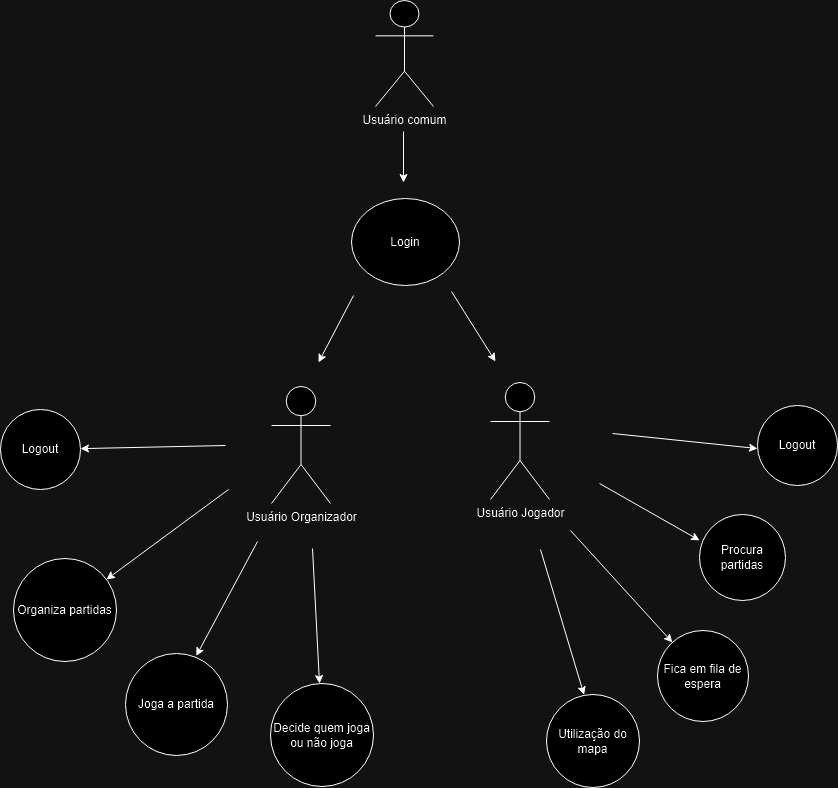 Usuário comum
Login
Usuário Organizador
Usuário Jogador
Logout
Logout
Organiza partidas
Procura
partidas
Joga a partida
Fica em fila de
espera
Decide quem joga
ou não joga
Utilização do
mapa